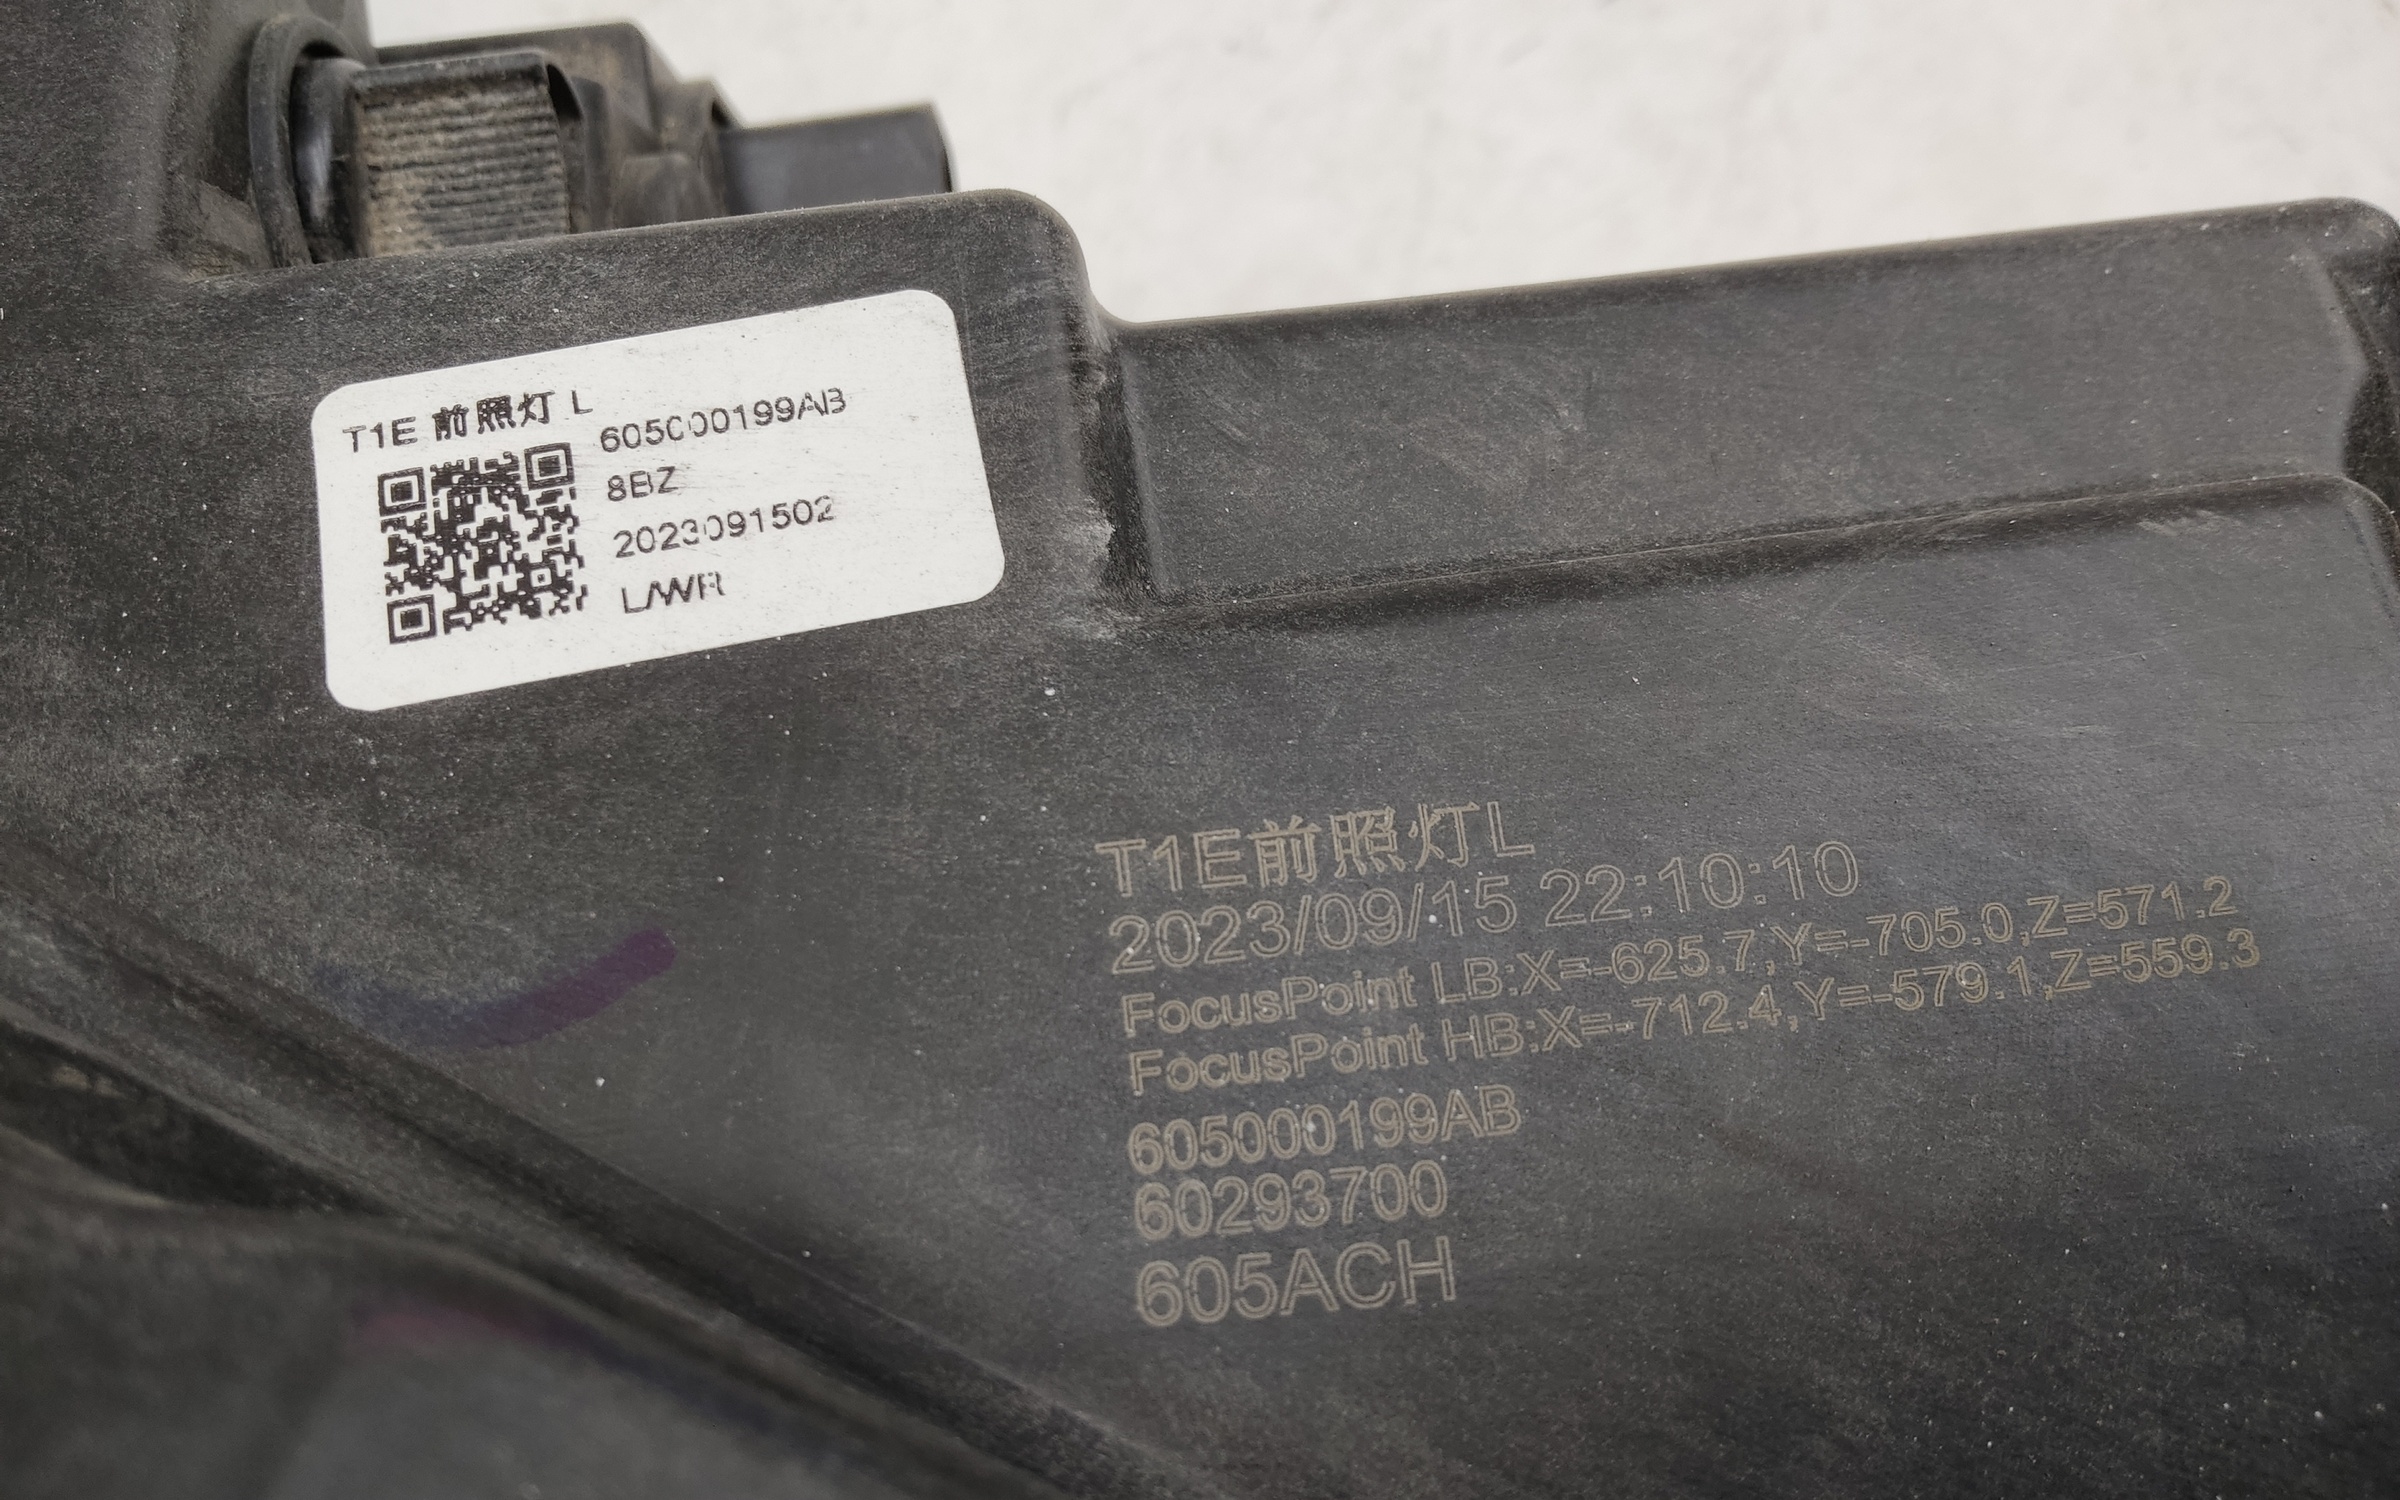 T1E 前照灯 L
605000199AB
8BZ
2023091502
LWR
T1E前照灯L
2023/09/15 22:10:10
FocusPoint LB:X=-625.7,Y=-705.0,Z=571.2
FocusPoint HB:X=-712.4,Y=-579.1,Z=559.3
605000199AB
60293700
605ACH